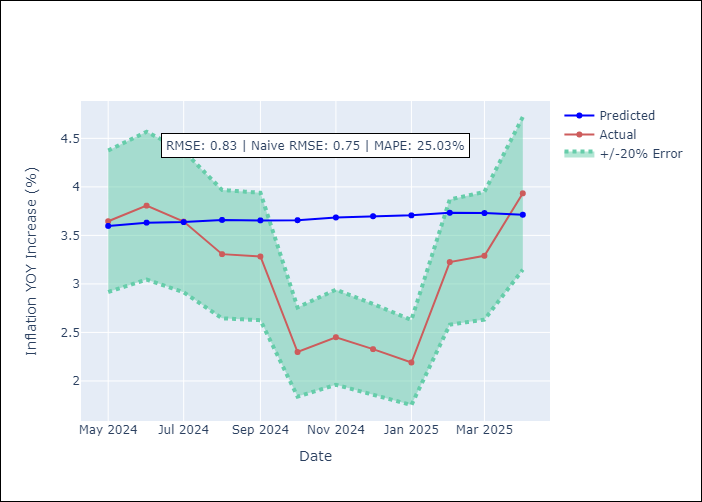 RMSE: 0.83 | Naive RMSE: 0.75 | MAPE: 25.03%
Predicted
Actual
+/-20% Error
Inflation YOY Increase (%)
4.5
4
3.5
3
2.5
2
May 2024
Jul 2024
Sep 2024
Nov 2024
Jan 2025
Mar 2025
Date